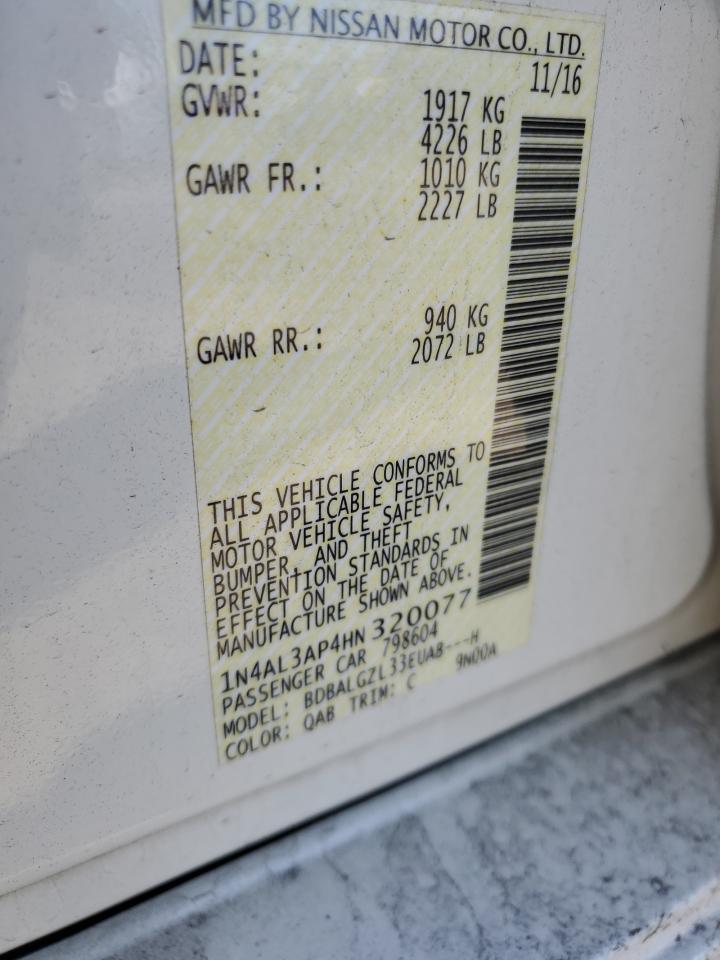 MFD BY NISSAN MOTOR CO., LTD.
DATE: 11/16
GVWR: 1917 KG
4226 LB
GAWR FR.: 1010 KG
2227 LB
GAWR RR.: 940 KG
2072 LB
THIS VEHICLE CONFORMS TO
ALL APPLICABLE FEDERAL
MOTOR VEHICLE SAFETY,
BUMPER, AND THEFT
PREVENTION STANDARDS IN
EFFECT ON THE DATE OF
MANUFACTURE SHOWN ABOVE.
1N4AL3AP4HN320077
PASSENGER CAR 798604
MODEL: BDBALGZL33EUAB---H
COLOR: QAB TRIM: C 9N00A